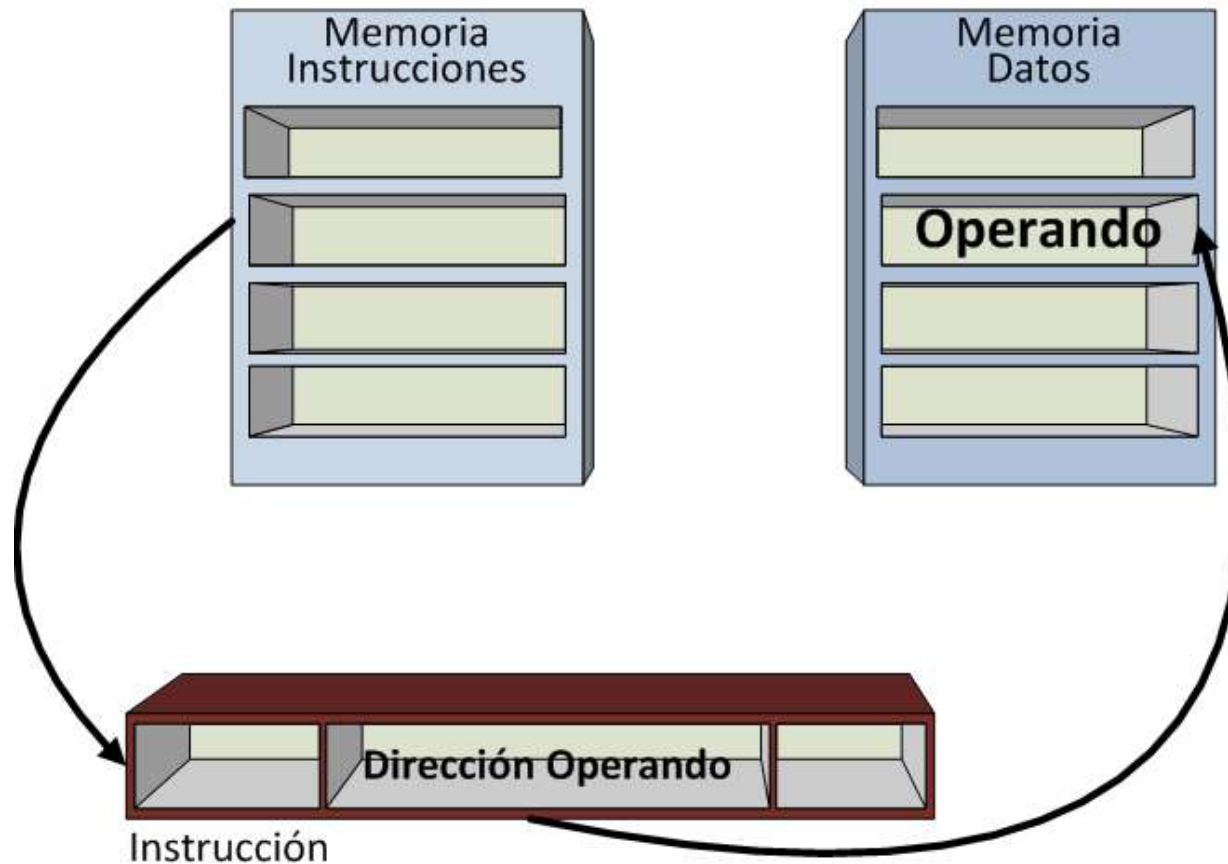 Memoria
Instrucciones
Memoria
Datos
Operando
Dirección Operando
Instrucción